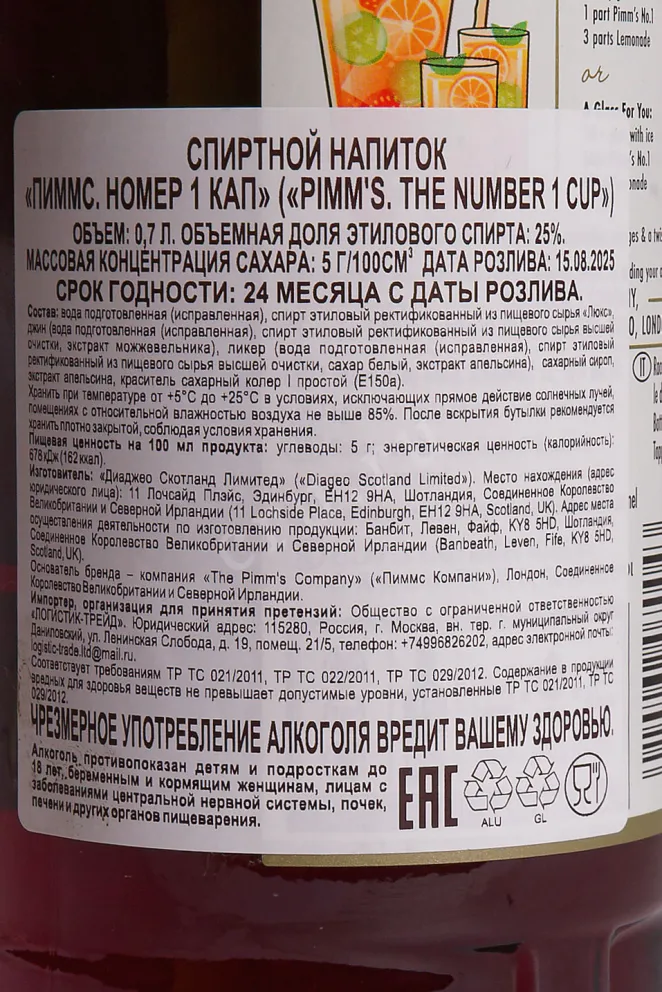 1 part Pimm's No.1
3 parts Lemonade
or
A Glass For You:
with ice
's No.1
СПИРТНОЙ НАПИТОК
«ПИММС. НОМЕР 1 КАП» («PIMM'S. THE NUMBER 1 CUP»)
ОБЪЕМ: 0,7 Л. ОБЪЕМНАЯ ДОЛЯ ЭТИЛОВОГО СПИРТА: 25%.
МАССОВАЯ КОНЦЕНТРАЦИЯ САХАРА: 5 Г/100СМ³ ДАТА РОЗЛИВА: 15.08.2025
СРОК ГОДНОСТИ: 24 МЕСЯЦА С ДАТЫ РОЗЛИВА.
Состав: вода подготовленная (исправленная), спирт этиловый ректификованный из пищевого сырья «Люкс»,
джин (вода подготовленная (исправленная), спирт этиловый ректификованный из пищевого сырья высшей
очистки, экстракт можжевельника), ликер (вода подготовленная (исправленная), спирт этиловый
ректификованный из пищевого сырья высшей очистки, сахар белый, экстракт апельсина), сахарный сироп,
экстракт апельсина, краситель сахарный колер I простой (Е150а).
Хранить при температуре от +5°С до +25°С в условиях, исключающих прямое действие солнечных лучей,
помещениях с относительной влажностью воздуха не выше 85%. После вскрытия бутылки рекомендуется
хранить плотно закрытой, соблюдая условия хранения.
Пищевая ценность на 100 мл продукта: углеводы: 5 г; энергетическая ценность (калорийность):
678 кДж (162 ккал).
Изготовитель: «Диаджео Скотланд Лимитед» («Diageo Scotland Limited»). Место нахождения (адрес
юридического лица): 11 Лочсайд Плэйс, Эдинбург, EH12 9HA, Шотландия, Соединенное Королевство
Великобритании и Северной Ирландии (11 Lochside Place, Edinburgh, EH12 9HA, Scotland, UK). Адрес места
осуществления деятельности по изготовлению продукции: Банбит, Левен, Файф, KY8 5HD, Шотландия,
Соединенное Королевство Великобритании и Северной Ирландии (Banbeath, Leven, Fife, KY8 5HD,
Scotland, UK).
Основатель бренда – компания «The Pimm's Company» («Пиммс Компани»), Лондон, Соединенное
Королевство Великобритании и Северной Ирландии.
Импортер, организация для принятия претензий: Общество с ограниченной ответственностью
«ЛОГИСТИК-ТРЕЙД». Юридический адрес: 115280, Россия, г. Москва, вн. тер. г. муниципальный округ
Даниловский, ул. Ленинская Слобода, д. 19, помещ. 21/5, телефон: +74996826202, адрес электронной почты:
logistic-trade.ltd@mail.ru.
Соответствует требованиям ТР ТС 021/2011, ТР ТС 022/2011, ТР ТС 029/2012. Содержание в продукции
вредных для здоровья веществ не превышает допустимые уровни, установленные ТР ТС 021/2011, ТР ТС
029/2012.
ЧРЕЗМЕРНОЕ УПОТРЕБЛЕНИЕ АЛКОГОЛЯ ВРЕДИТ ВАШЕМУ ЗДОРОВЬЮ.
Алкоголь противопоказан детям и подросткам до
18 лет, беременным и кормящим женщинам, лицам с
заболеваниями центральной нервной системы, почек,
печени и других органов пищеварения.
ЕАС
ALU
GL
IT